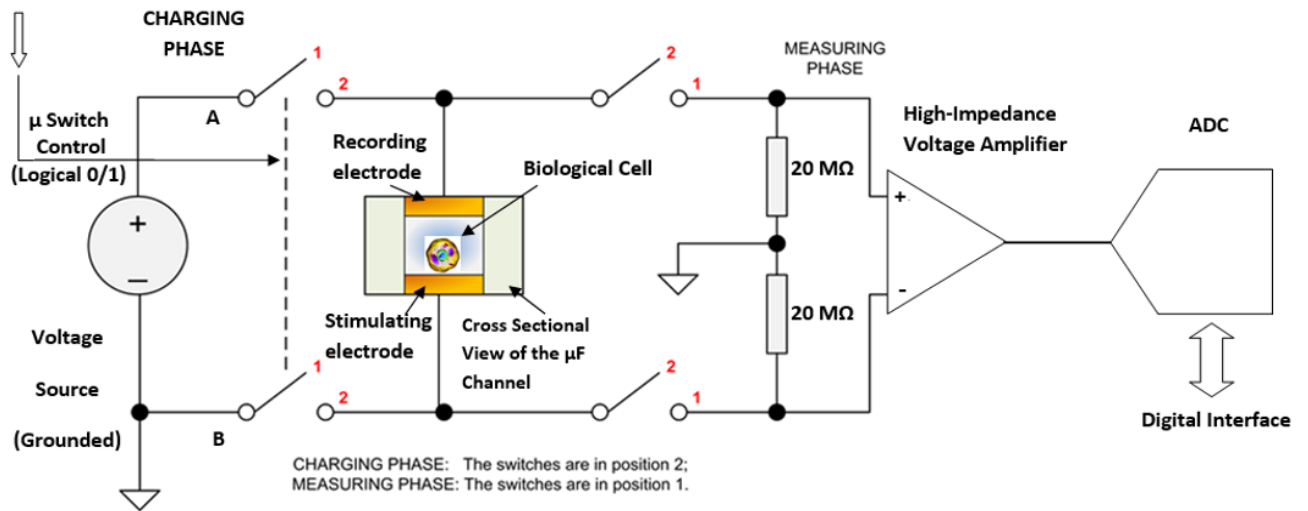 CHARGING
PHASE
1
2
A
µ Switch
Control
(Logical 0/1)
+
−
Voltage
Source
(Grounded)
1
2
B
Recording
electrode
Biological Cell
Stimulating
electrode
Cross Sectional
View of the µF
Channel
2
1
2
1
MEASURING
PHASE
20 MΩ
20 MΩ
High-Impedance
Voltage Amplifier
+
-
ADC
Digital Interface
CHARGING PHASE: The switches are in position 2;
MEASURING PHASE: The switches are in position 1.